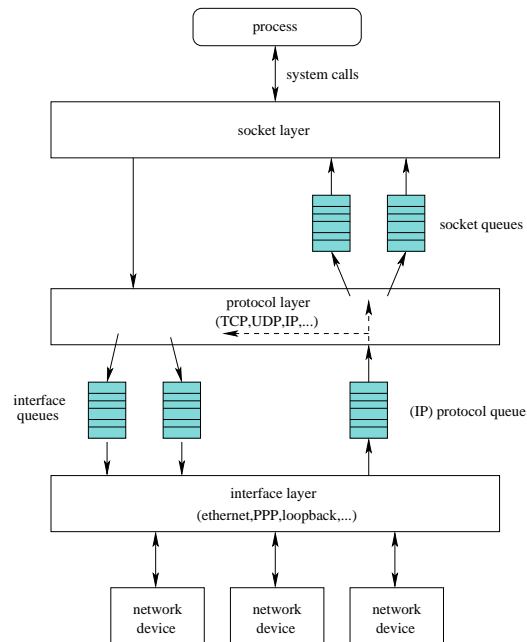 process
system calls
socket layer
socket queues
protocol layer
(TCP,UDP,IP,...)
interface
queues
(IP) protocol queue
interface layer
(ethernet,PPP,loopback,...)
network
device
network
device
network
device